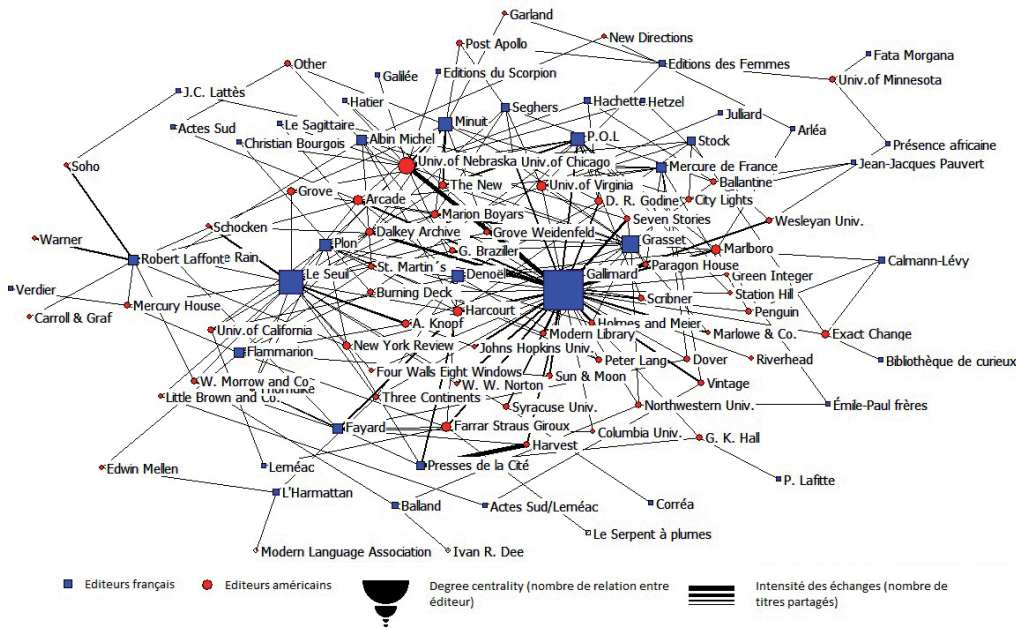 Garland
New Directions
Post Apollo
Fata Morgana
Other
Editions des Femmes
Galilée
Editions du Scorpion
Univ.of Minnesota
J.C. Lattès
Hatier
Seghers
Hachette
Hetzel
Juliard
Actes Sud
Le Sagittaire
Minuit
Arléa
Christian Bourgois
Albin Michel
P.O.L
Stock
Présence africaine
Soho
Univ.of Nebraska
Univ.of Chicago
Mercure de France
Jean-Jacques Pauvert
Grove
The New
Univ.of Virginia
Ballantine
Arcade
D. R. Godine
City Lights
Marion Boyars
Seven Stories
Wesleyan Univ.
Schocken
Dalkey Archive
Grove Weidenfeld
Warner
Plon
G. Braziller
Grasset
Marlboro
Robert Laffont
Rain
St. Martin´s
Paragon House
Calmann-Lévy
Le Seuil
Denoël
Gallimard
Green Integer
Verdier
Burning Deck
Scribner
Station Hill
Mercury House
Harcourt
Penguin
Carroll & Graf
Univ.of California
A. Knopf
Holmes and Meier
Modern Library
Marlowe & Co.
Exact Change
Flammarion
New York Review
Johns Hopkins Univ.
Peter Lang
Dover
Riverhead
Bibliothèque de curieux
Four Walls Eight Windows
Sun & Moon
W. Morrow and Co
W. W. Norton
Vintage
Little Brown and Co.
Three Continents
Syracuse Univ.
Northwestern Univ.
Émile-Paul frères
Fayard
Farrar Straus Giroux
Columbia Univ.
G. K. Hall
Harvest
Edwin Mellen
Leméac
Presses de la Cité
P. Lafitte
L'Harmattan
Balland
Actes Sud/Leméac
Corréa
Le Serpent à plumes
Modern Language Association
Ivan R. Dee
Editeurs français
Editeurs américains
Degree centrality (nombre de relation entre
éditeur)
Intensité des échanges (nombre de
titres partagés)